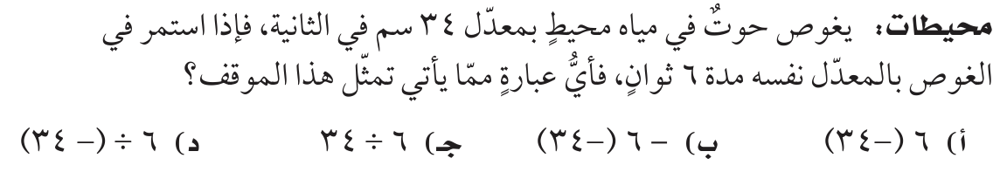 محيطات: يغوص حوتٌ في مياه محيطٍ بمعدّل ٣٤ سم في الثانية، فإذا استمر في
الغوص بالمعدّل نفسه مدة ٦ ثوانٍ، فأيُّ عبارةٍ ممّا يأتي تمثّل هذا الموقف؟
أ) ٦ (−٣٤) ب) − ٦ (−٣٤) جـ) ٦ ÷ ٣٤ د) ٦ ÷ (− ٣٤)